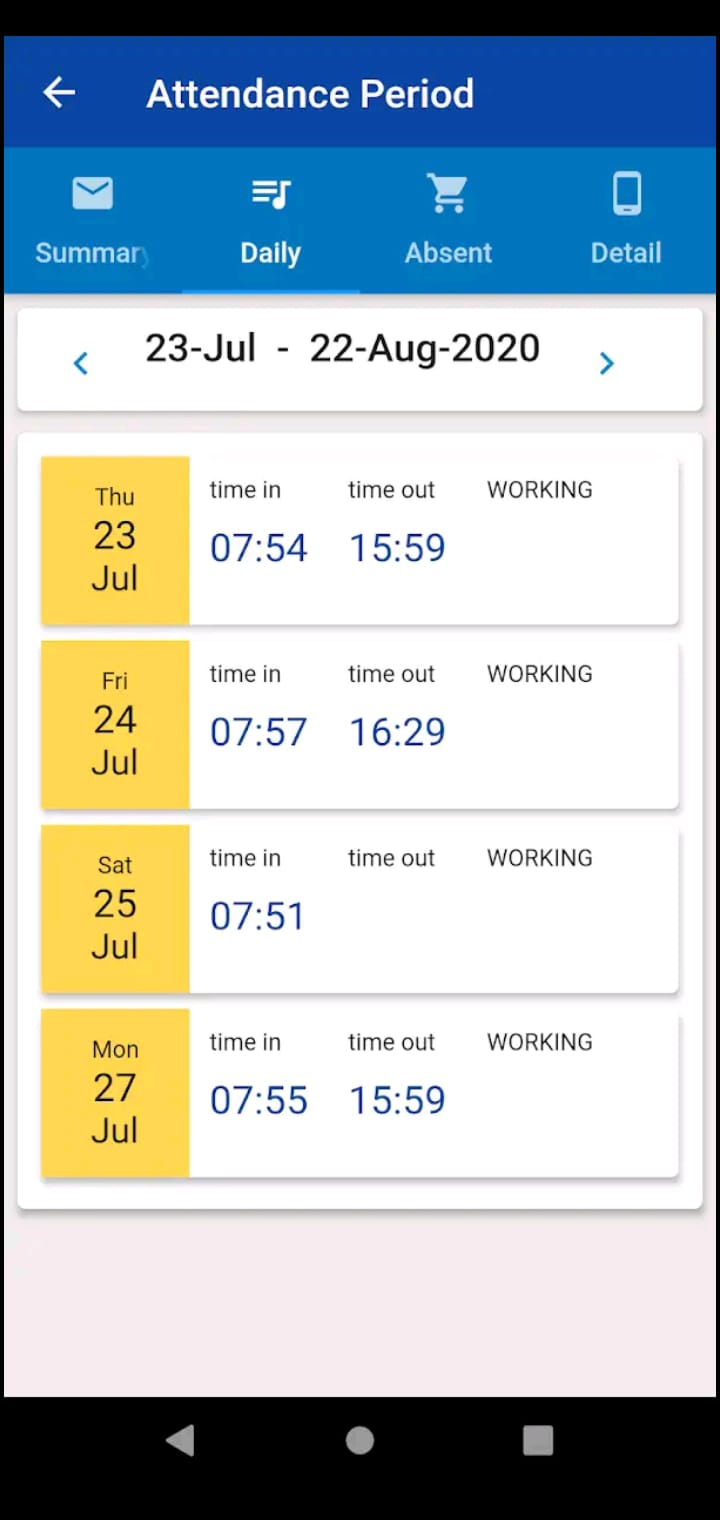 Attendance Period
Summary Daily Absent Detail
23-Jul - 22-Aug-2020
Thu
23
Jul
time in time out WORKING
07:54 15:59
Fri
24
Jul
time in time out WORKING
07:57 16:29
Sat
25
Jul
time in time out WORKING
07:51
Mon
27
Jul
time in time out WORKING
07:55 15:59